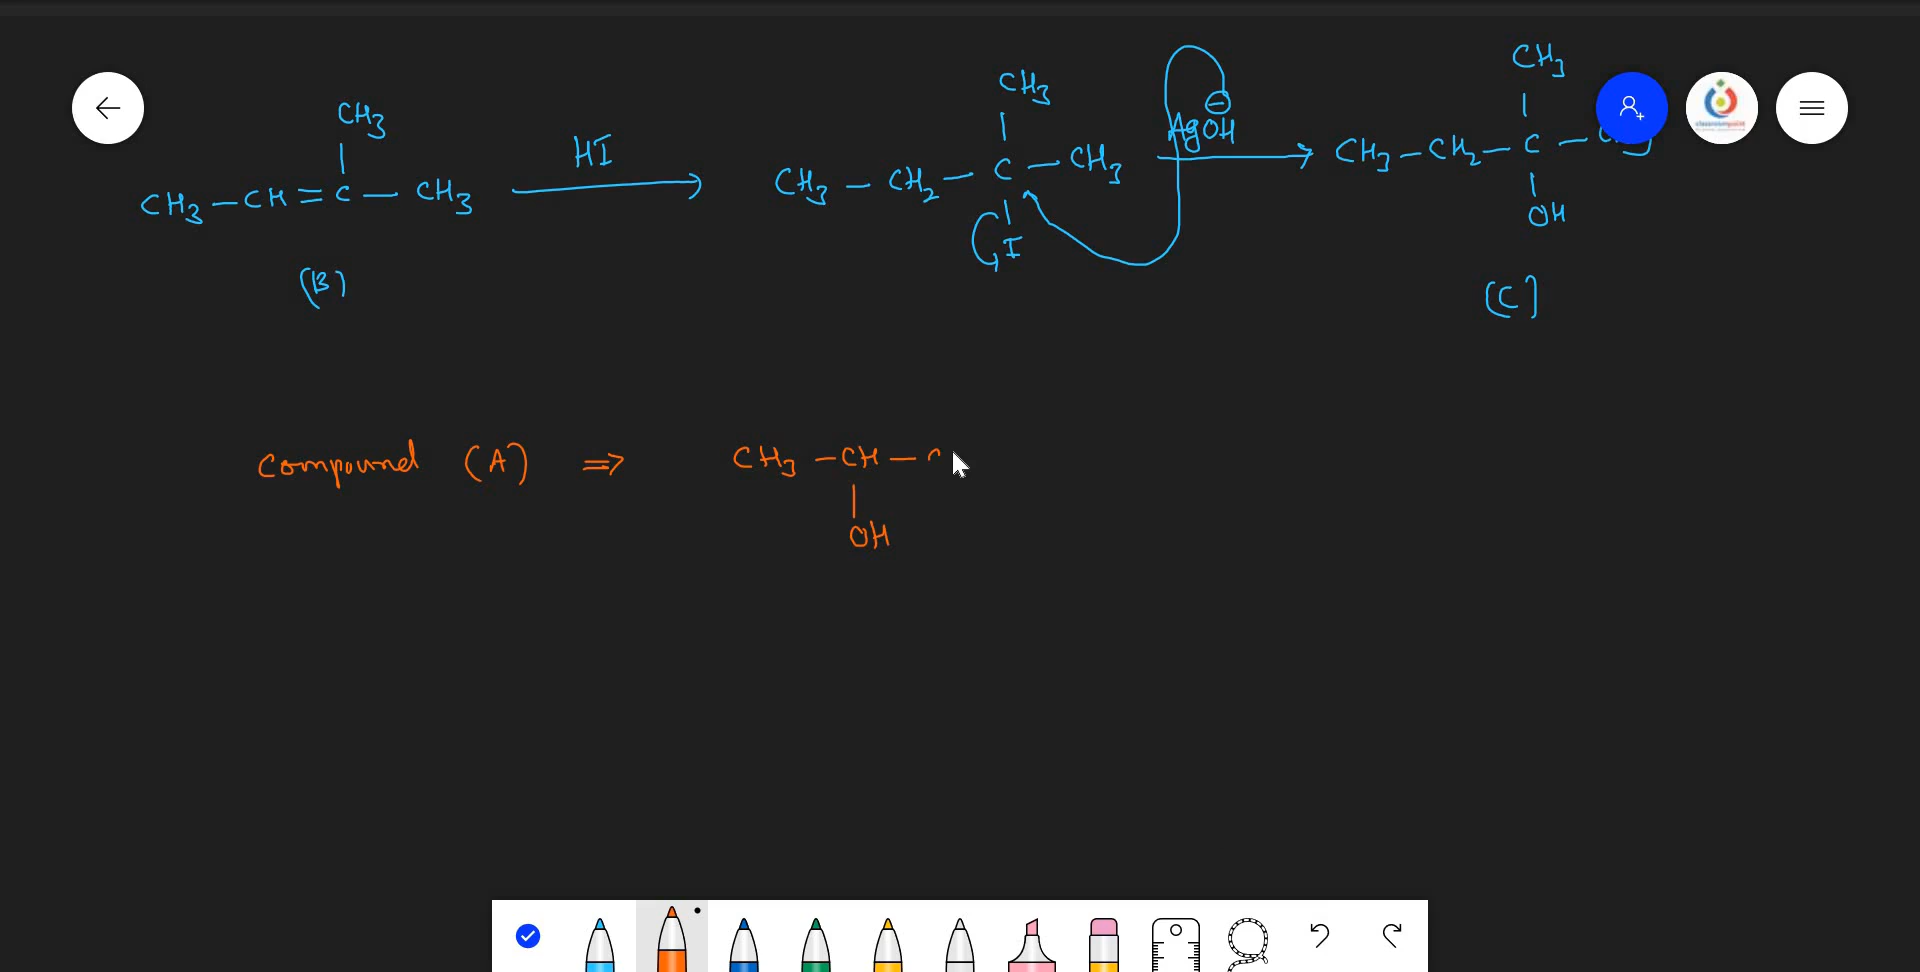 CH3 CH3 CH3
| | |
CH3 — CH = C — CH3 HI CH3 — CH2 — C — CH3 AgOH⊖ CH3 — CH2 — C —
| |
I OH
(B) (C)
Compound (A) ⇒ CH3 — CH —
|
OH